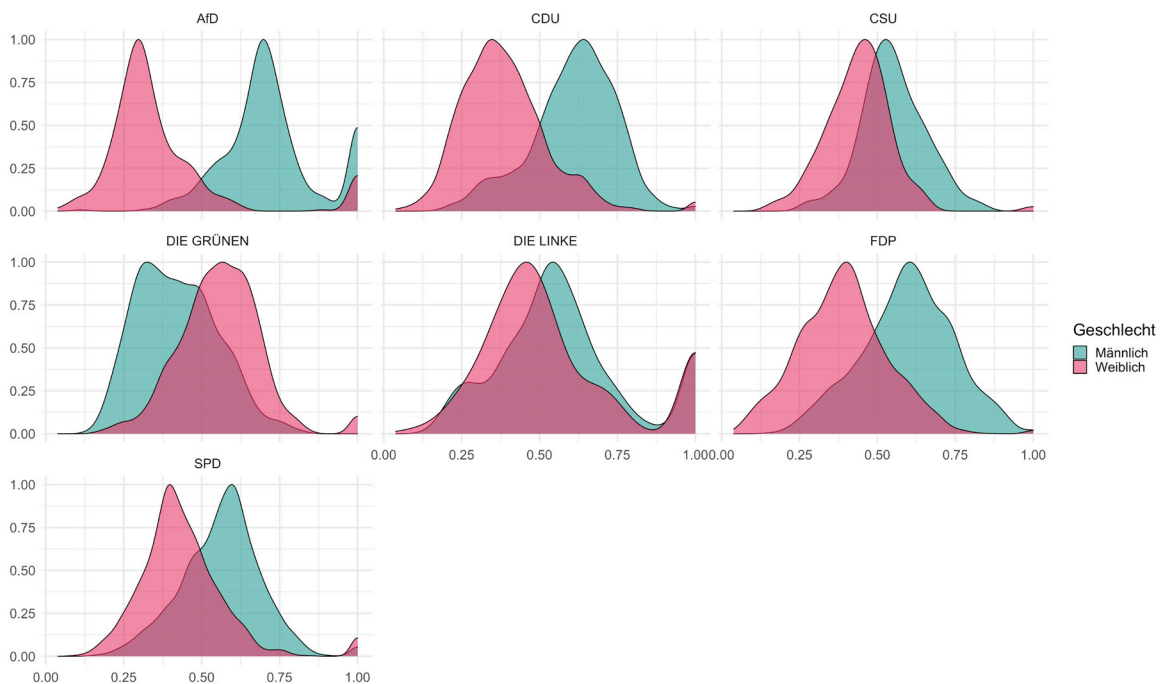 AfD CDU CSU
1.00
0.75
0.50
0.25
0.00
DIE GRÜNEN DIE LINKE FDP
1.00
0.75
0.50
0.25
0.00
0.00 0.25 0.50 0.75 1.00 0.00 0.25 0.50 0.75 1.00
SPD
1.00
0.75
0.50
0.25
0.00
0.00 0.25 0.50 0.75 1.00
Geschlecht
Männlich
Weiblich